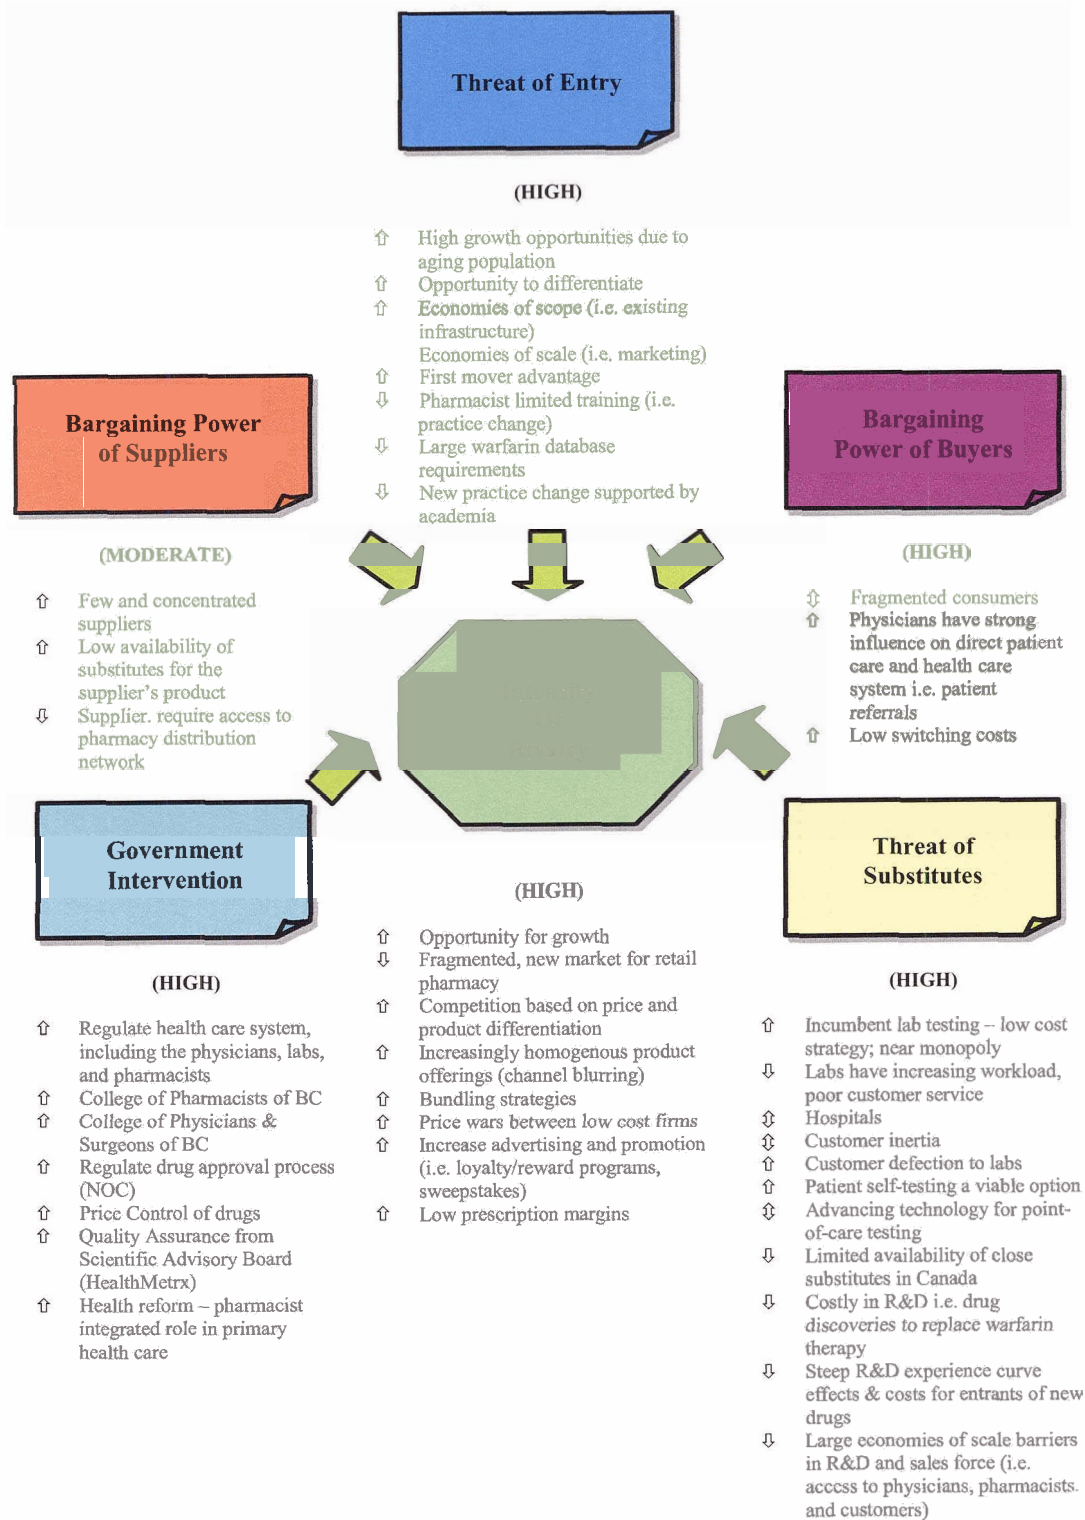 Threat of Entry
(HIGH)
⇧ High growth opportunities due to
aging population
⇧ Opportunity to differentiate
⇧ Economies of scope (i.e. existing
infrastructure)
Economies of scale (i.e. marketing)
⇧ First mover advantage
⇩ Pharmacist limited training (i.e.
practice change)
⇩ Large warfarin database
requirements
⇩ New practice change supported by
academia
Bargaining Power
of Suppliers
(MODERATE)
⇧ Few and concentrated
suppliers
⇧ Low availability of
substitutes for the
supplier's product
⇩ Supplier. require access to
pharmacy distribution
network
Bargaining
Power of Buyers
(HIGH)
⇳ Fragmented consumers
⇧ Physicians have strong
influence on direct patient
care and health care
system i.e. patient
referrals
⇧ Low switching costs
Government
Intervention
(HIGH)
⇧ Regulate health care system,
including the physicians, labs,
and pharmacists
⇧ College of Pharmacists of BC
⇧ College of Physicians &
Surgeons of BC
⇧ Regulate drug approval process
(NOC)
⇧ Price Control of drugs
⇧ Quality Assurance from
Scientific Advisory Board
(HealthMetrx)
⇧ Health reform – pharmacist
integrated role in primary
health care
(HIGH)
⇧ Opportunity for growth
⇩ Fragmented, new market for retail
pharmacy
⇧ Competition based on price and
product differentiation
⇧ Increasingly homogenous product
offerings (channel blurring)
⇧ Bundling strategies
⇧ Price wars between low cost firms
⇧ Increase advertising and promotion
(i.e. loyalty/reward programs,
sweepstakes)
⇧ Low prescription margins
Threat of
Substitutes
(HIGH)
⇧ Incumbent lab testing – low cost
strategy; near monopoly
⇩ Labs have increasing workload,
poor customer service
⇳ Hospitals
⇳ Customer inertia
⇧ Customer defection to labs
⇧ Patient self-testing a viable option
⇳ Advancing technology for point-
of-care testing
⇩ Limited availability of close
substitutes in Canada
⇩ Costly in R&D i.e. drug
discoveries to replace warfarin
therapy
⇩ Steep R&D experience curve
effects & costs for entrants of new
drugs
⇩ Large economies of scale barriers
in R&D and sales force (i.e.
access to physicians, pharmacists.
and customers)